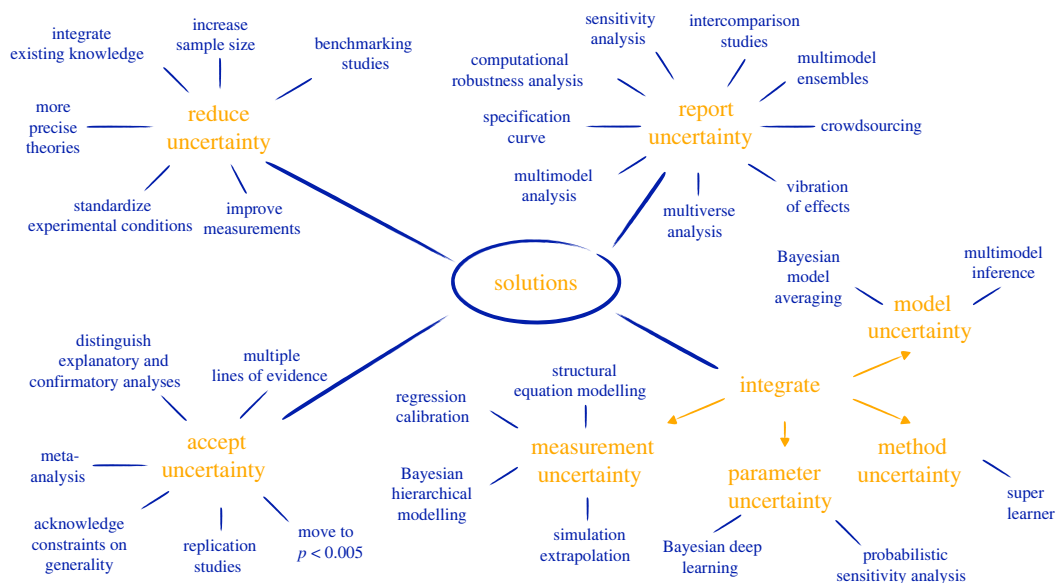 integrate
existing knowledge
increase
sample size
benchmarking
studies
more
precise
theories
reduce
uncertainty
standardize
experimental conditions
improve
measurements
sensitivity
analysis
intercomparison
studies
computational
robustness analysis
multimodel
ensembles
specification
curve
report
uncertainty
crowdsourcing
multimodel
analysis
multiverse
analysis
vibration
of effects
solutions
Bayesian
model
averaging
multimodel
inference
model
uncertainty
distinguish
explanatory and
confirmatory analyses
multiple
lines of evidence
accept
uncertainty
meta-
analysis
acknowledge
constraints on
generality
replication
studies
move to
p < 0.005
integrate
regression
calibration
structural
equation modelling
measurement
uncertainty
Bayesian
hierarchical
modelling
simulation
extrapolation
parameter
uncertainty
Bayesian deep
learning
probabilistic
sensitivity analysis
method
uncertainty
super
learner